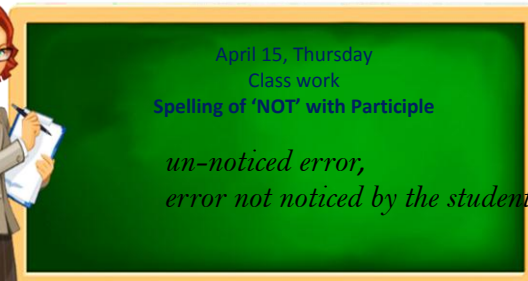 April 15, Thursday
Class work
Spelling of ‘NOT’ with Participle
un-noticed error,
error not noticed by the student